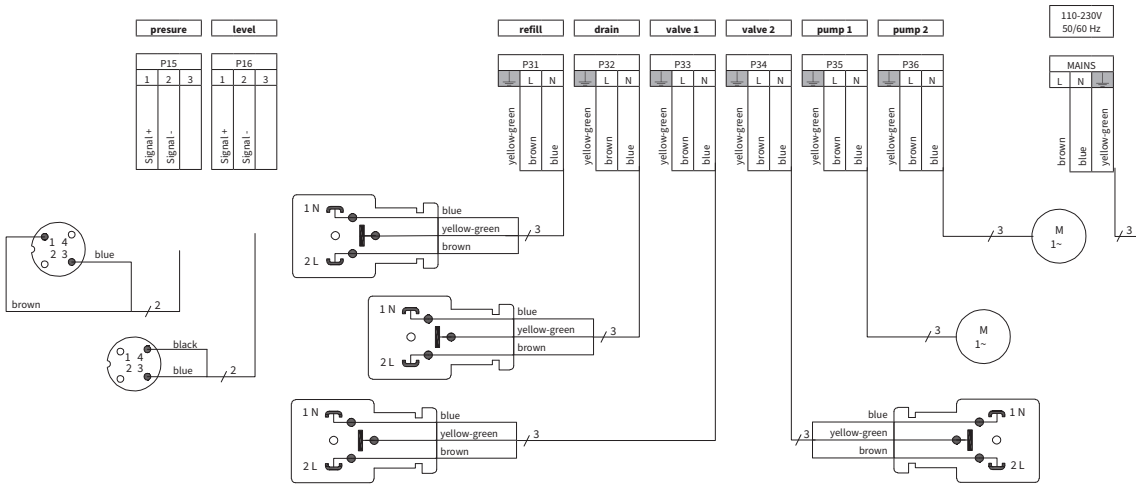 presure level refill drain valve 1 valve 2 pump 1 pump 2 110-230V
50/60 Hz
P15 P16 P31 P32 P33 P34 P35 P36 MAINS
1 2 3 1 2 3 L N L N L N L N L N L N L N
Signal + Signal - Signal + Signal - yellow-green brown blue yellow-green brown blue yellow-green brown blue yellow-green brown blue yellow-green brown blue yellow-green brown blue brown blue yellow-green
1 N
blue
yellow-green
brown
2 L
3
1 4
2 3
blue
brown
2
M
1~
3
3
1 N
blue
yellow-green
brown
2 L
3
M
1~
3
black
1 4
2 3
blue
2
1 N
blue
yellow-green
brown
2 L
3
3
blue
yellow-green
brown
1 N
2 L